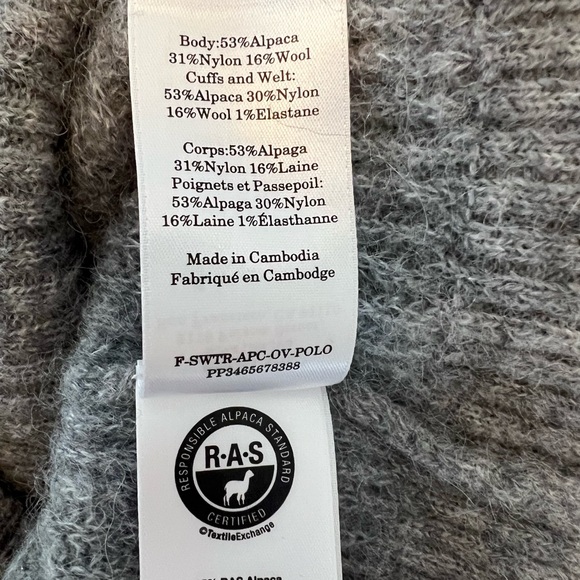 Body:53%Alpaca
31%Nylon 16%Wool
Cuffs and Welt:
53%Alpaca 30%Nylon
16%Wool 1%Elastane
Corps:53%Alpaga
31%Nylon 16%Laine
Poignets et Passepoil:
53%Alpaga 30%Nylon
16%Laine 1%Élasthanne
Made in Cambodia
Fabriqué en Cambodge
F-SWTR-APC-OV-POLO
PP3465678388
RESPONSIBLE ALPACA STANDARD
R·A·S
CERTIFIED
©TextileExchange
RAS Alpaca